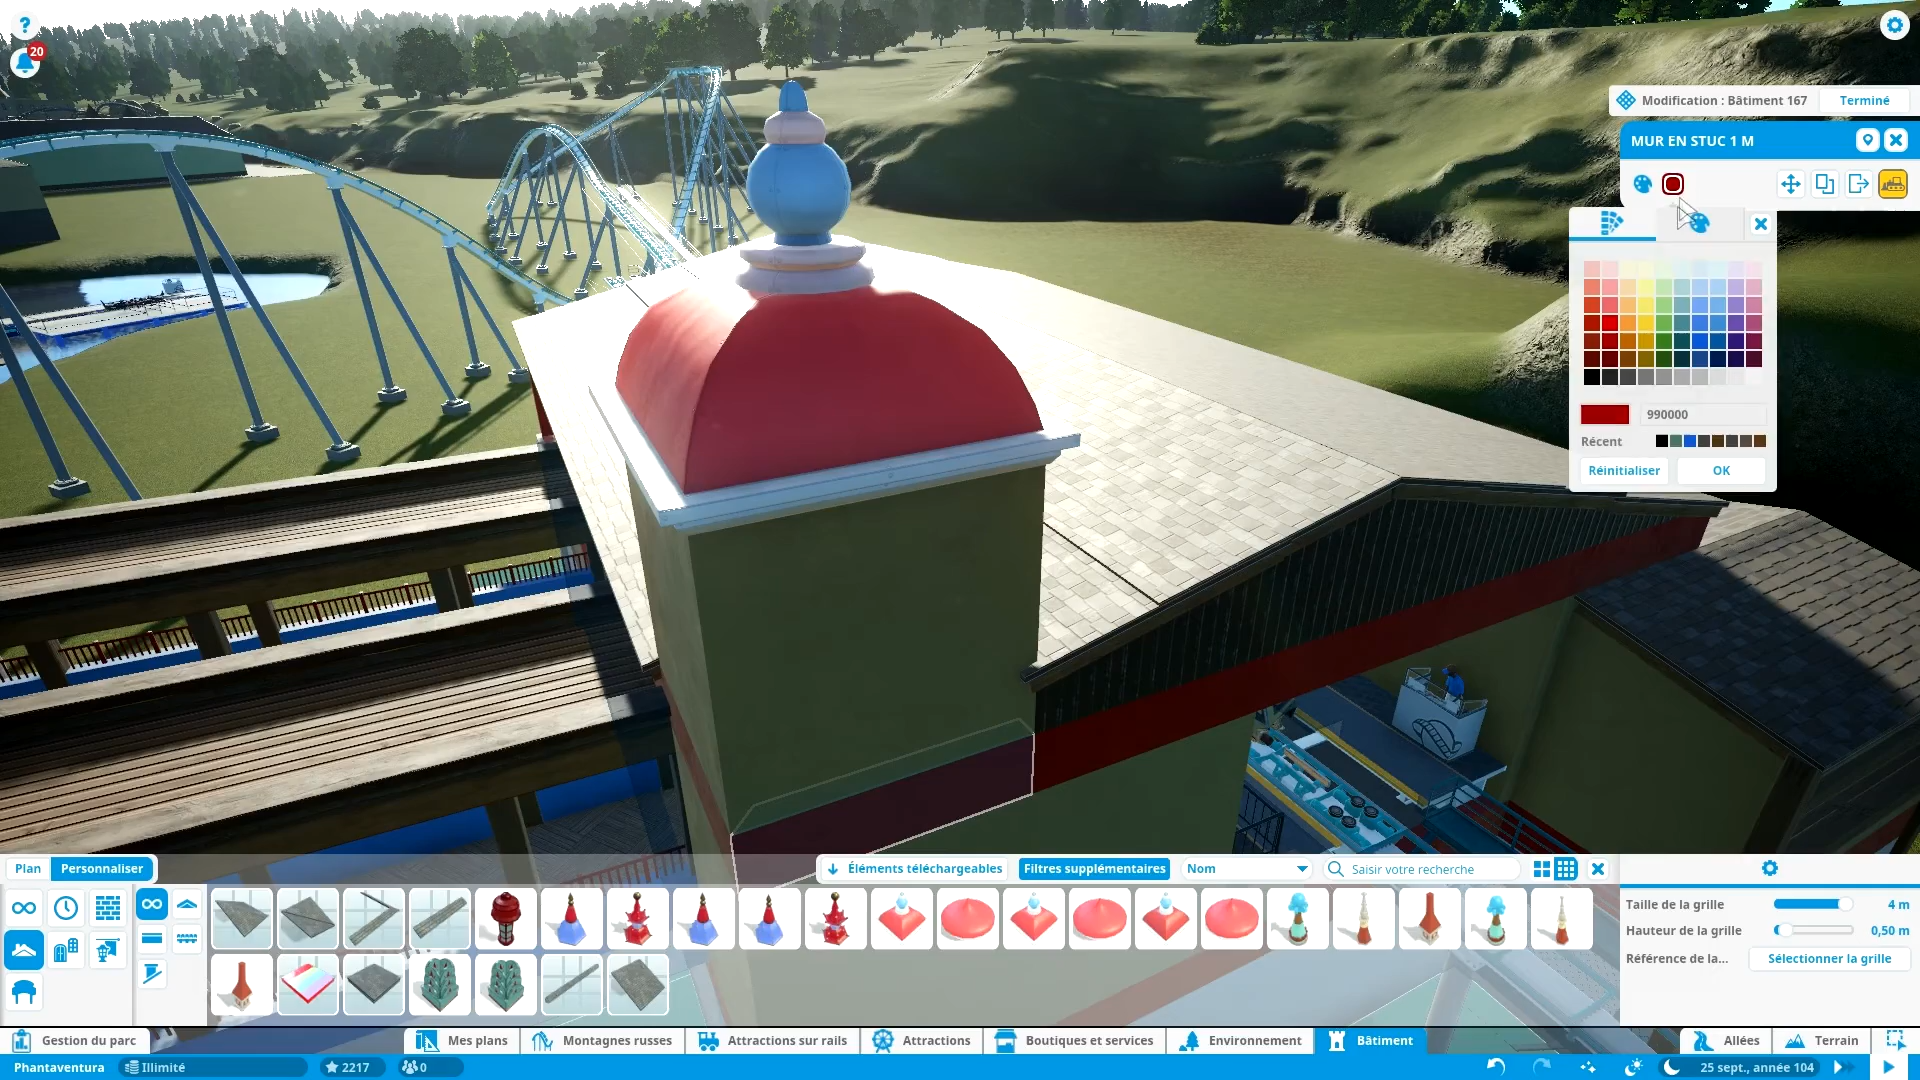 ?
20
Modification : Bâtiment 167
Terminé
MUR EN STUC 1 M
990000
Récent
Réinitialiser
OK
Plan
Personnaliser
Éléments téléchargeables
Filtres supplémentaires
Nom
Saisir votre recherche
Taille de la grille
4 m
Hauteur de la grille
0,50 m
Référence de la...
Sélectionner la grille
Gestion du parc
Mes plans
Montagnes russes
Attractions sur rails
Attractions
Boutiques et services
Environnement
Bâtiment
Allées
Terrain
Phantaventura
Illimité
2217
0
25 sept., année 104